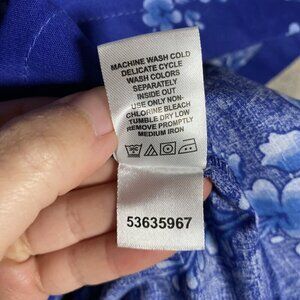 MACHINE WASH COLD
DELICATE CYCLE
WASH COLORS
SEPARATELY
INSIDE OUT
USE ONLY NON-
CHLORINE BLEACH
TUMBLE DRY LOW
REMOVE PROMPTLY
MEDIUM IRON
53635967